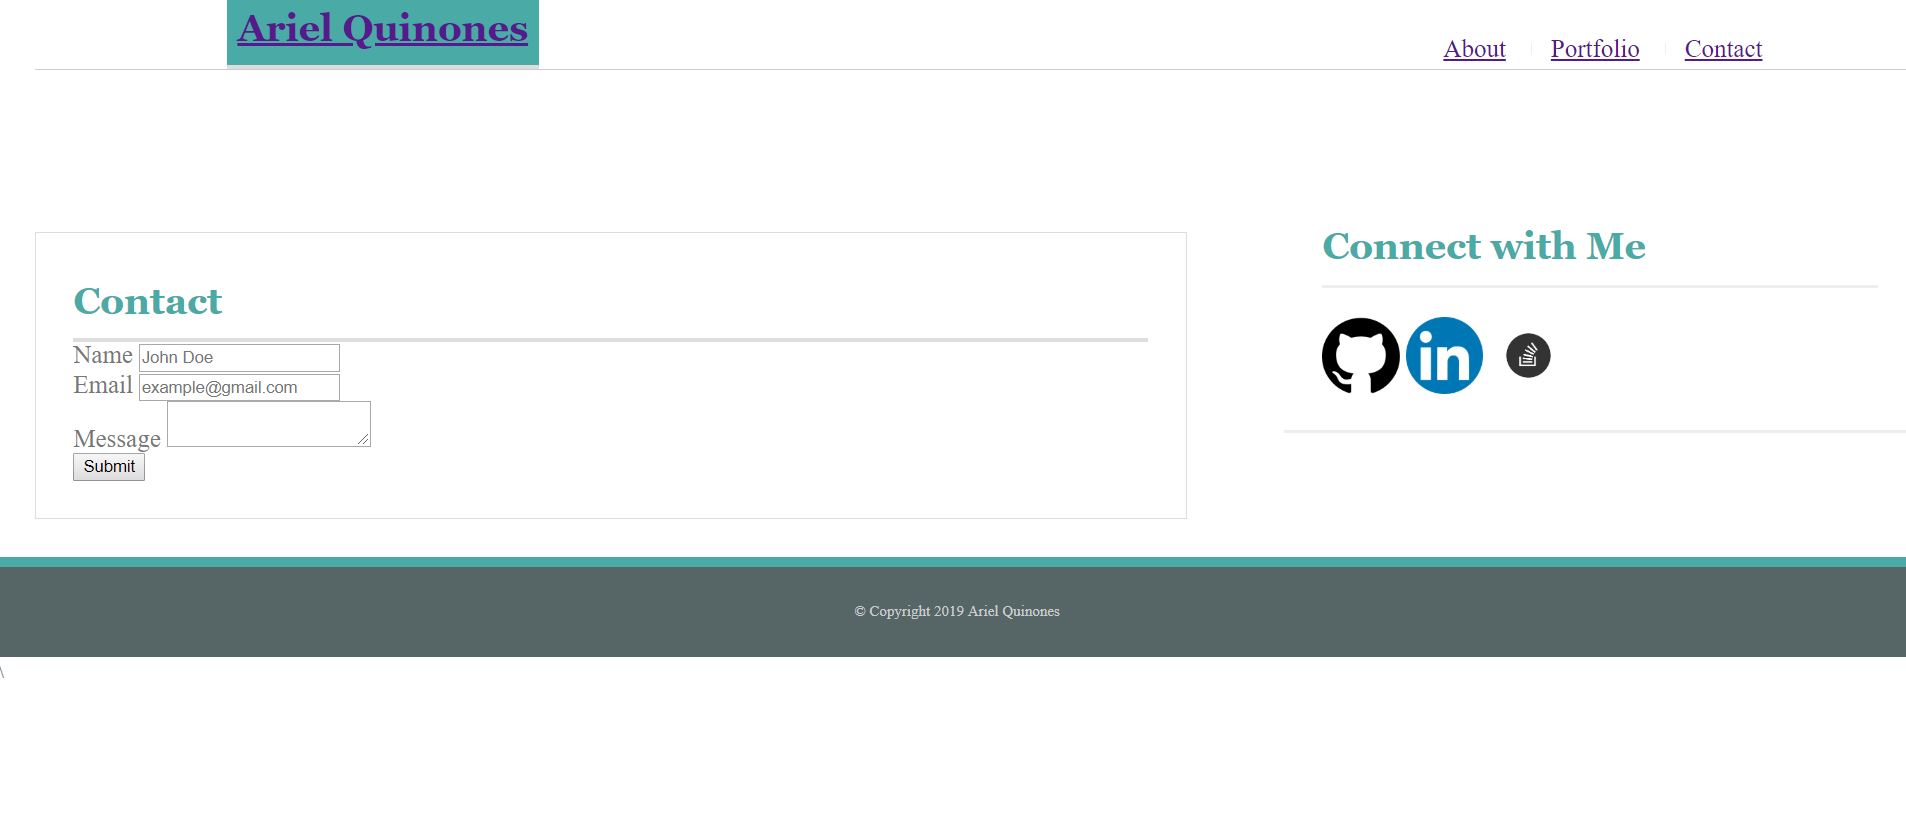 Ariel Quinones
About Portfolio Contact
Connect with Me
Contact
Name John Doe
Email example@gmail.com
Message
Submit
in
© Copyright 2019 Ariel Quinones
\